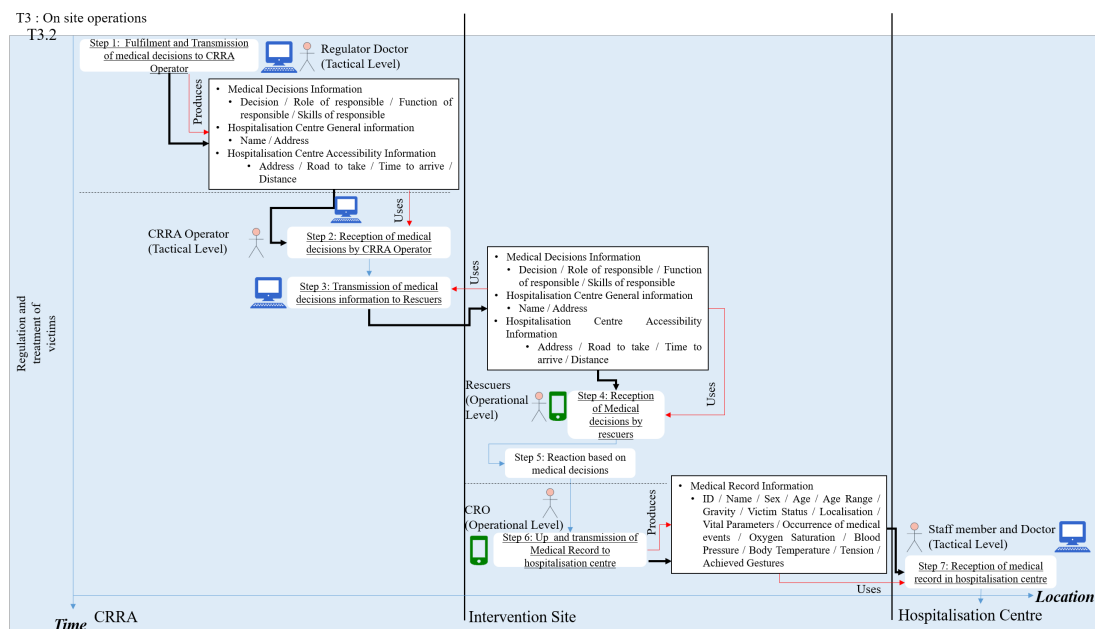 T3 : On site operations
T3.2
Step 1: Fulfilment and Transmission
of medical decisions to CRRA
Operator
Regulator Doctor
(Tactical Level)
Produces
• Medical Decisions Information
• Decision / Role of responsible / Function of
responsible / Skills of responsible
• Hospitalisation Centre General information
• Name / Address
• Hospitalisation Centre Accessibility Information
• Address / Road to take / Time to arrive /
Distance
Uses
CRRA Operator
(Tactical Level)
Step 2: Reception of medical
decisions by CRRA Operator
Step 3: Transmission of medical
decisions information to Rescuers
Uses
• Medical Decisions Information
• Decision / Role of responsible / Function
of responsible / Skills of responsible
• Hospitalisation Centre General information
• Name / Address
• Hospitalisation Centre Accessibility
Information
• Address / Road to take / Time to
arrive / Distance
Regulation and
treatment of
victims
Uses
Rescuers
(Operational
Level)
Step 4: Reception
of Medical
decisions by
rescuers
Step 5: Reaction based on
medical decisions
CRO
(Operational Level)
Produces
Step 6: Up and transmission of
Medical Record to
hospitalisation centre
• Medical Record Information
• ID / Name / Sex / Age / Age Range /
Gravity / Victim Status / Localisation /
Vital Parameters / Occurrence of medical
events / Oxygen Saturation / Blood
Pressure / Body Temperature / Tension /
Achieved Gestures
Staff member and Doctor
(Tactical Level)
Step 7: Reception of medical
record in hospitalisation centre
Uses
Location
Time
CRRA
Intervention Site
Hospitalisation Centre